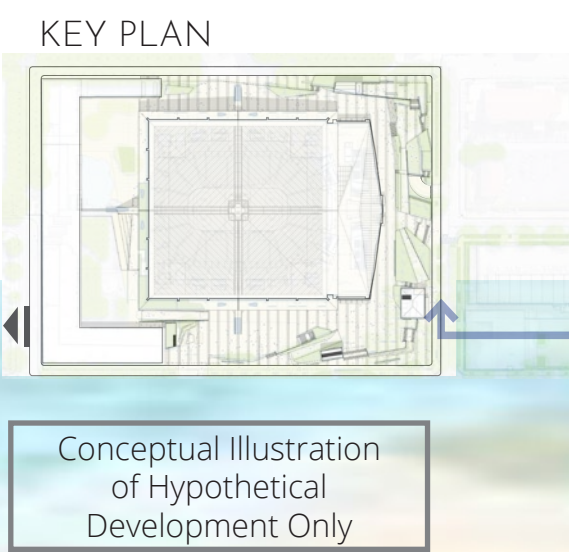 KEY PLAN
Conceptual Illustration
of Hypothetical
Development Only